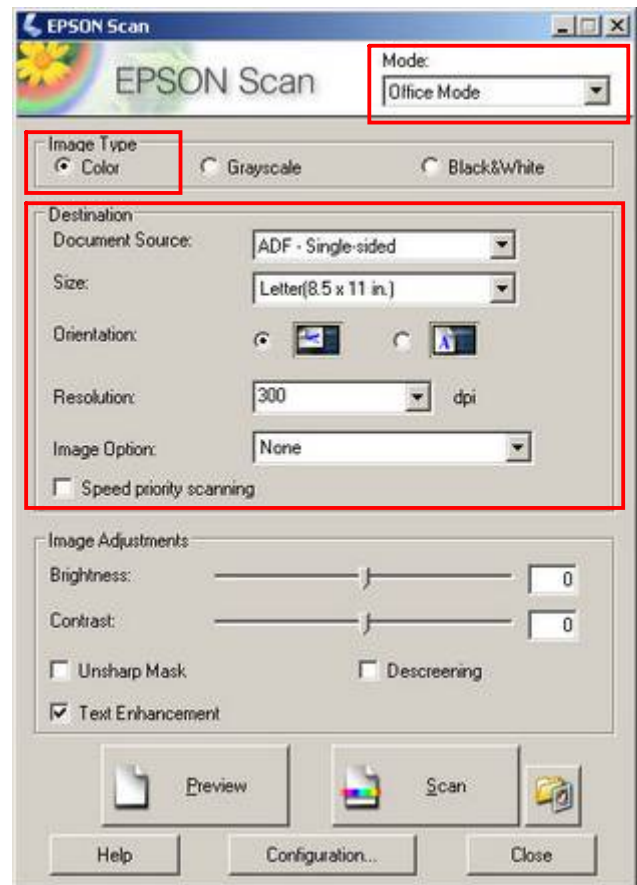 EPSON Scan
EPSON Scan
Mode:
Office Mode
Image Type
Color Grayscale Black&White
Destination
Document Source: ADF - Single-sided
Size: Letter(8.5 x 11 in.)
Orientation:
A
Resolution: 300 dpi
Image Option: None
Speed priority scanning
Image Adjustments
Brightness: 0
Contrast: 0
Unsharp Mask Descreening
Text Enhancement
Preview Scan
Help Configuration... Close